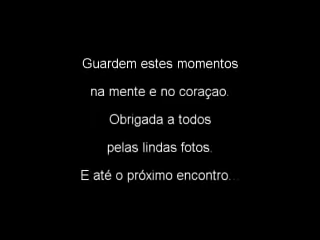 Guardem estes momentos
na mente e no coraçao.
Obrigada a todos
pelas lindas fotos.
E até o próximo encontro...